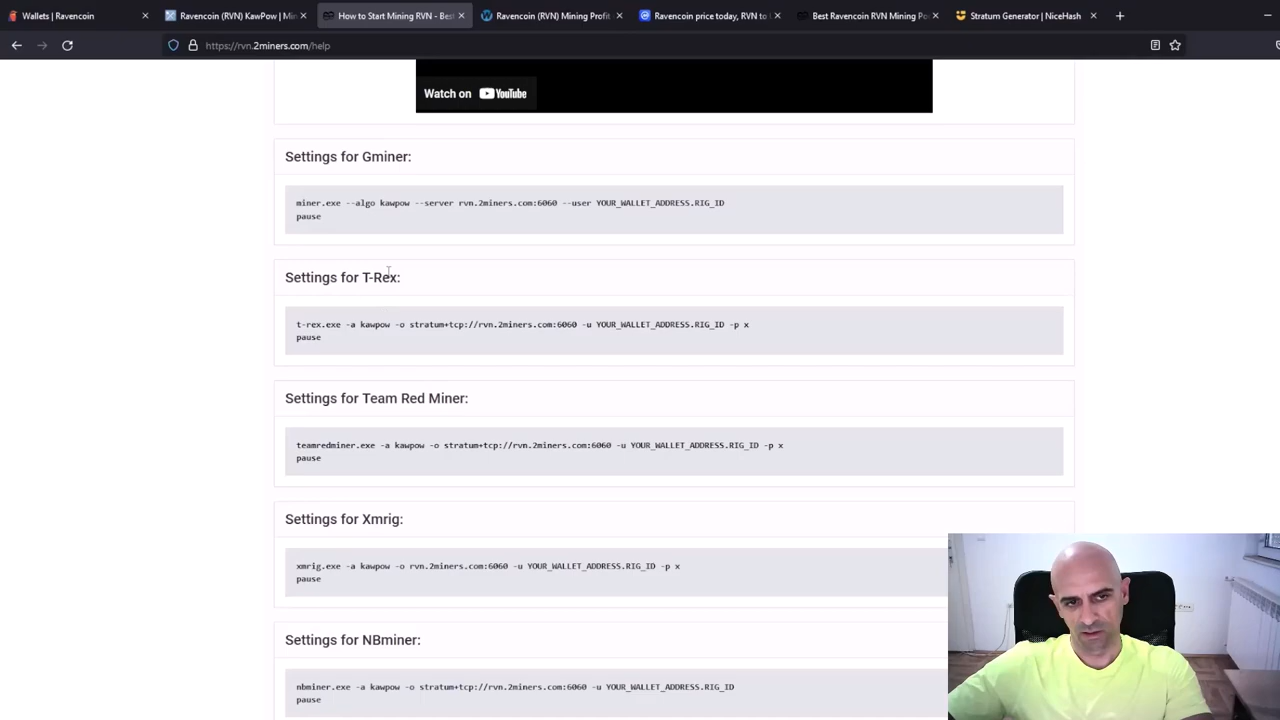 Wallets | Ravencoin
Ravencoin (RVN) KawPow | Min
How to Start Mining RVN - Bes
Ravencoin (RVN) Mining Profit
Ravencoin price today, RVN to
Best Ravencoin RVN Mining Po
Stratum Generator | NiceHash
https://rvn.2miners.com/help
Watch on YouTube
Settings for Gminer:
miner.exe --algo kawpow --server rvn.2miners.com:6060 --user YOUR_WALLET_ADDRESS.RIG_ID
pause
Settings for T-Rex:
t-rex.exe -a kawpow -o stratum+tcp://rvn.2miners.com:6060 -u YOUR_WALLET_ADDRESS.RIG_ID -p x
pause
Settings for Team Red Miner:
teamredminer.exe -a kawpow -o stratum+tcp://rvn.2miners.com:6060 -u YOUR_WALLET_ADDRESS.RIG_ID -p x
pause
Settings for Xmrig:
xmrig.exe -a kawpow -o rvn.2miners.com:6060 -u YOUR_WALLET_ADDRESS.RIG_ID -p x
pause
Settings for NBminer:
nbminer.exe -a kawpow -o stratum+tcp://rvn.2miners.com:6060 -u YOUR_WALLET_ADDRESS.RIG_ID
pause